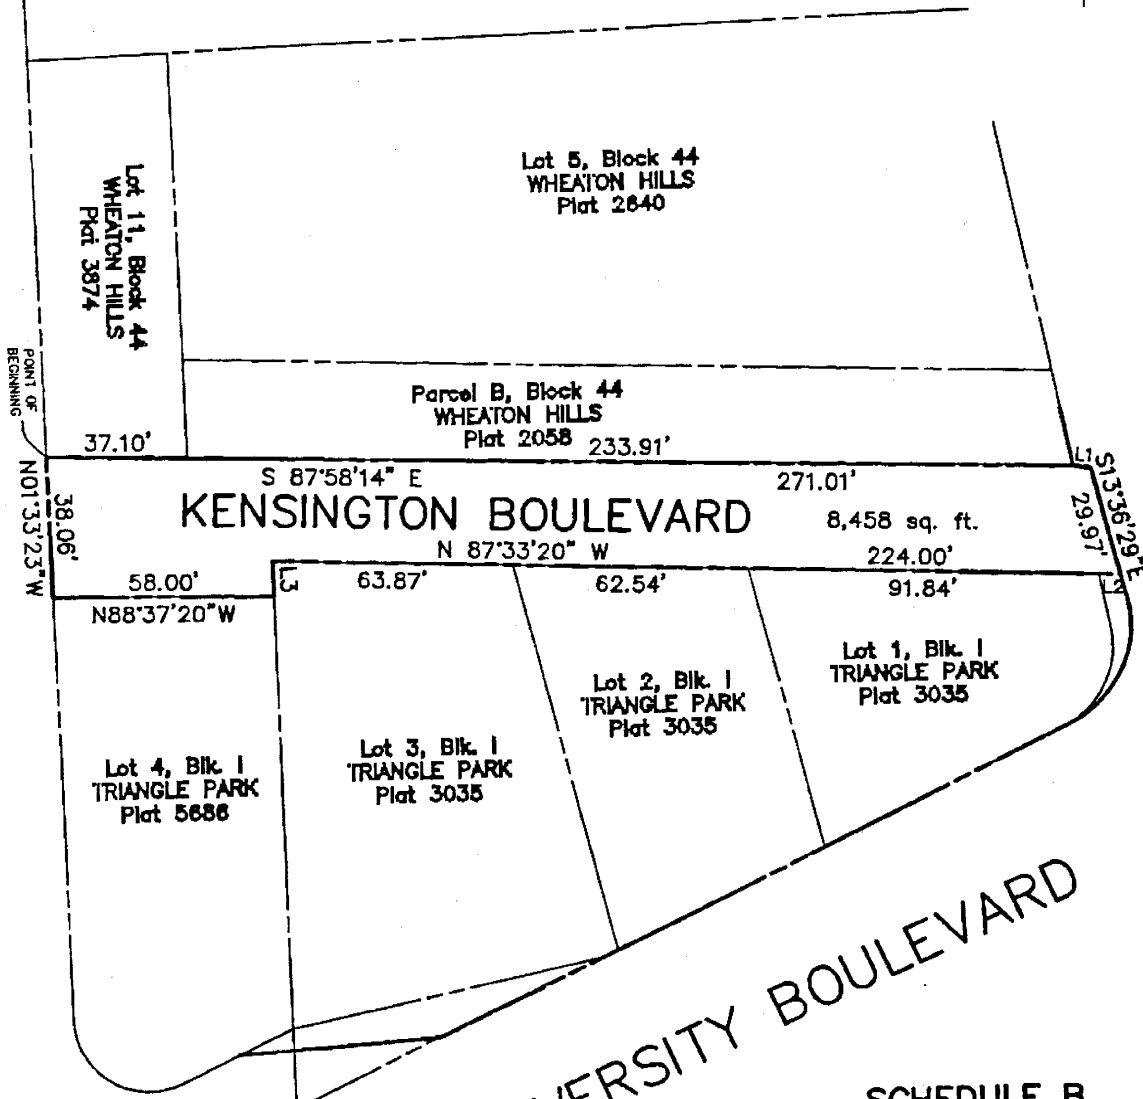 Lot 5, Block 44
WHEATON HILLS
Plat 2640
Lot 11, Block 44
WHEATON HILLS
Plat 3874
POINT OF
BEGINNING
Parcel B, Block 44
WHEATON HILLS
Plat 2058
37.10'
233.91'
L1
S 87°58'14" E
271.01'
S13°36'29"E
29.97'
KENSINGTON BOULEVARD
8,458 sq. ft.
N01°33'23"W
38.06'
N 87°33'20" W
224.00'
58.00'
L3
63.87'
62.54'
91.84'
L2
N88°37'20"W
Lot 1, Blk. I
TRIANGLE PARK
Plat 3035
Lot 2, Blk. I
TRIANGLE PARK
Plat 3035
Lot 3, Blk. I
TRIANGLE PARK
Plat 3035
Lot 4, Blk. I
TRIANGLE PARK
Plat 5686
VERSITY BOULEVARD
SCHEDULE B